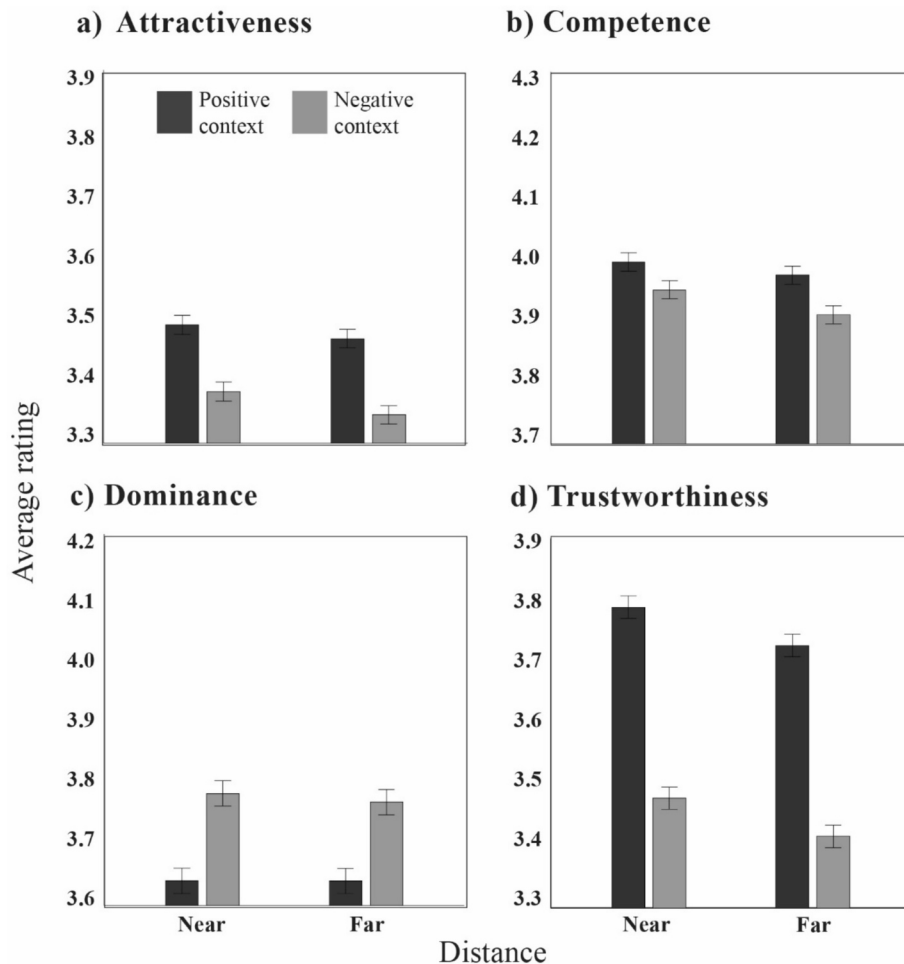 a) Attractiveness
3.9
3.8
3.7
3.6
3.5
3.4
3.3
Positive
context
Negative
context
b) Competence
4.3
4.2
4.1
4.0
3.9
3.8
3.7
Average rating
c) Dominance
4.2
4.1
4.0
3.9
3.8
3.7
3.6
Near
Far
d) Trustworthiness
3.9
3.8
3.7
3.6
3.5
3.4
3.3
Near
Far
Distance